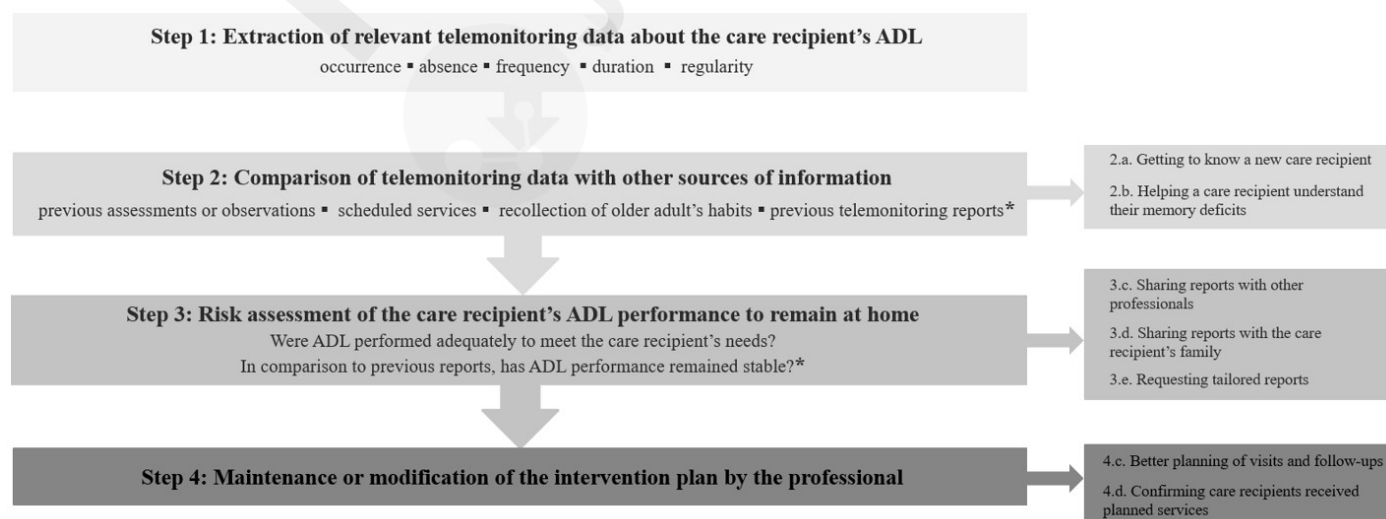 Step 1: Extraction of relevant telemonitoring data about the care recipient's ADL
occurrence ▪ absence ▪ frequency ▪ duration ▪ regularity
Step 2: Comparison of telemonitoring data with other sources of information
previous assessments or observations ▪ scheduled services ▪ recollection of older adult's habits ▪ previous telemonitoring reports*
2.a. Getting to know a new care recipient
2.b. Helping a care recipient understand
their memory deficits
Step 3: Risk assessment of the care recipient's ADL performance to remain at home
Were ADL performed adequately to meet the care recipient's needs?
In comparison to previous reports, has ADL performance remained stable?*
3.c. Sharing reports with other
professionals
3.d. Sharing reports with the care
recipient's family
3.e. Requesting tailored reports
Step 4: Maintenance or modification of the intervention plan by the professional
4.c. Better planning of visits and follow-ups
4.d. Confirming care recipients received
planned services